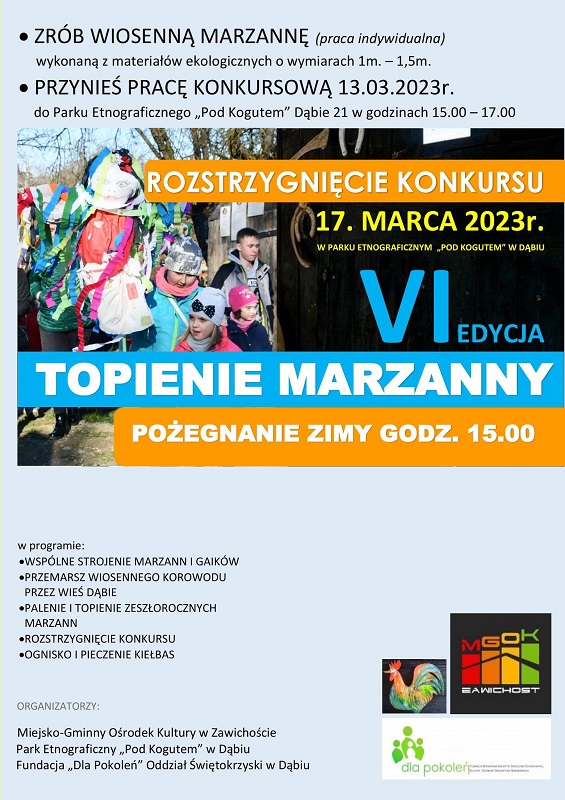 • ZRÓB WIOSENNĄ MARZANNĘ (praca indywidualna)
wykonaną z materiałów ekologicznych o wymiarach 1m. – 1,5m.
• PRZYNIEŚ PRACĘ KONKURSOWĄ 13.03.2023r.
do Parku Etnograficznego „Pod Kogutem” Dąbie 21 w godzinach 15.00 – 17.00
ROZSTRZYGNIĘCIE KONKURSU
17. MARCA 2023r.
W PARKU ETNOGRAFICZNYM „POD KOGUTEM” W DĄBIU
VI EDYCJA
TOPIENIE MARZANNY
POŻEGNANIE ZIMY GODZ. 15.00
w programie:
•WSPÓLNE STROJENIE MARZANN I GAIKÓW
•PRZEMARSZ WIOSENNEGO KOROWODU
PRZEZ WIEŚ DĄBIE
•PALENIE I TOPIENIE ZESZŁOROCZNYCH
MARZANN
•ROZSTRZYGNIĘCIE KONKURSU
•OGNISKO I PIECZENIE KIEŁBAS
MGOK
ZAWICHOST
ORGANIZATORZY:
Miejsko-Gminny Ośrodek Kultury w Zawichoście
Park Etnograficzny „Pod Kogutem” w Dąbiu
Fundacja „Dla Pokoleń” Oddział Świętokrzyski w Dąbiu
dla pokoleń